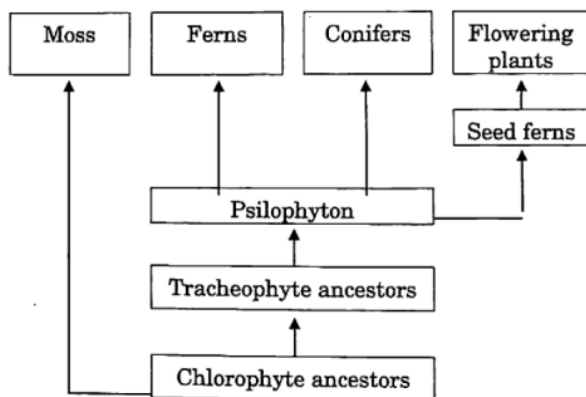 Moss
Ferns
Conifers
Flowering
plants
Seed ferns
Psilophyton
Tracheophyte ancestors
Chlorophyte ancestors